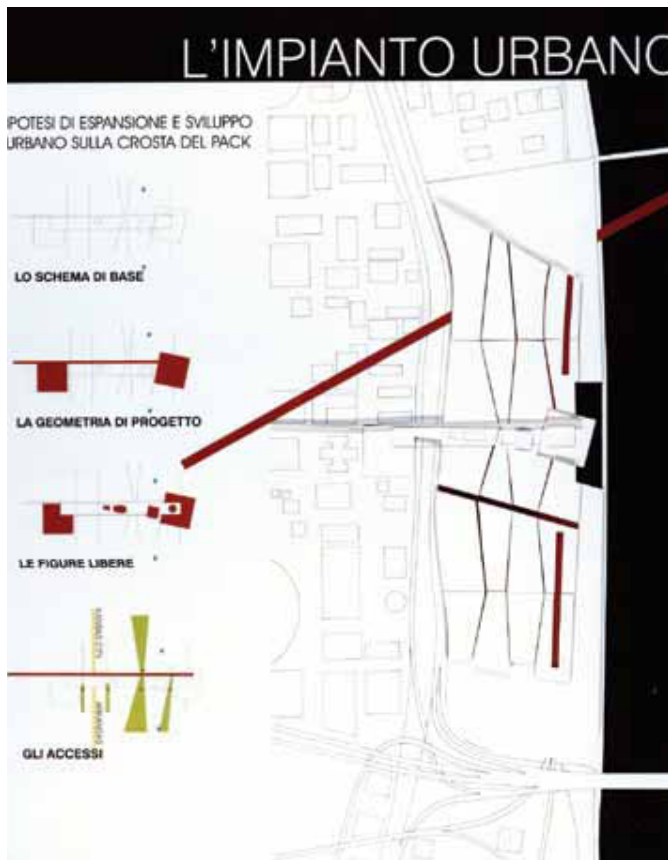 L'IMPIANTO URBANO
IPOTESI DI ESPANSIONE E SVILUPPO
URBANO SULLA CROSTA DEL PACK
LO SCHEMA DI BASE
LA GEOMETRIA DI PROGETTO
LE FIGURE LIBERE
GLI ACCESSI